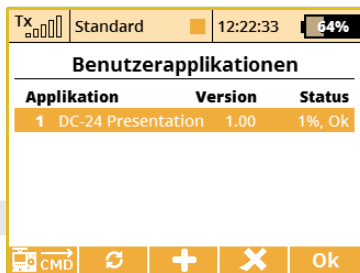 Tx Standard 12:22:33 64%
Benutzerapplikationen
Applikation Version Status
1 DC-24 Presentation 1.00 1%, Ok
CMD Ok